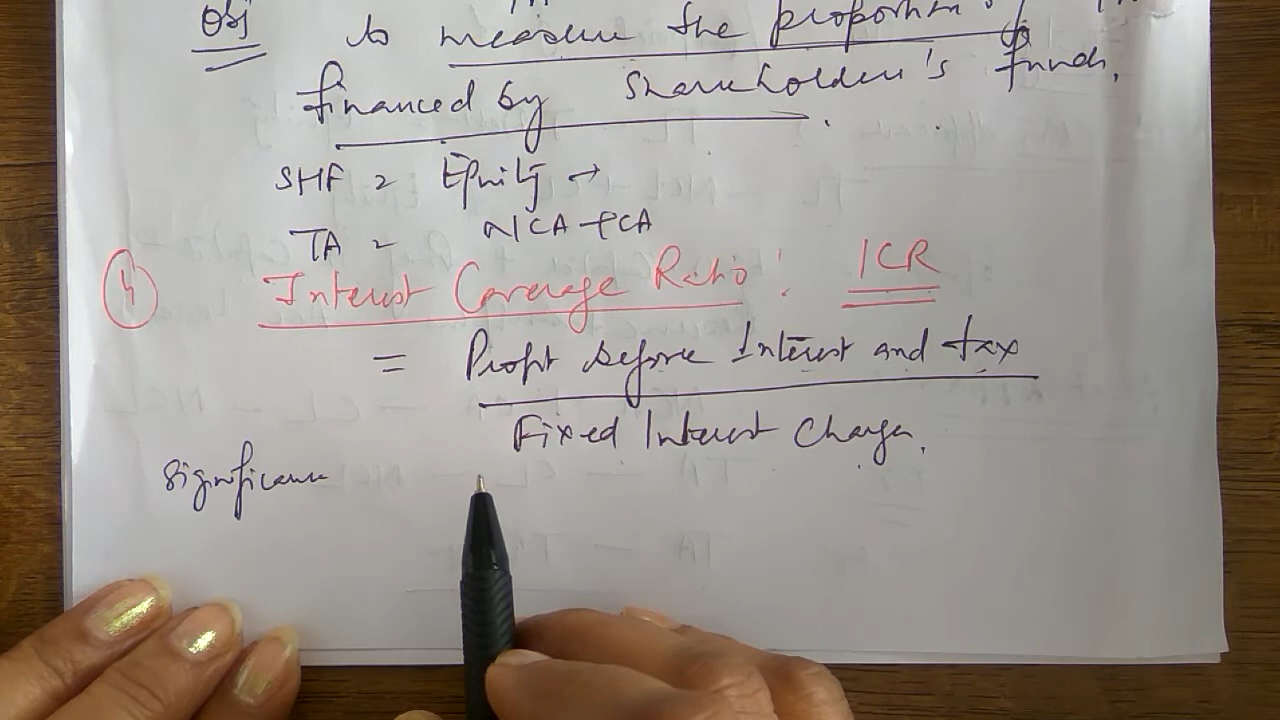 Obj to measure the proportion of
financed by Shareholder's funds.
SHF = Equity →
TA = NCA + CA
4 Interest Coverage Ratio : ICR
= Profit before Interest and tax
Fixed Interest Charges.
Significance